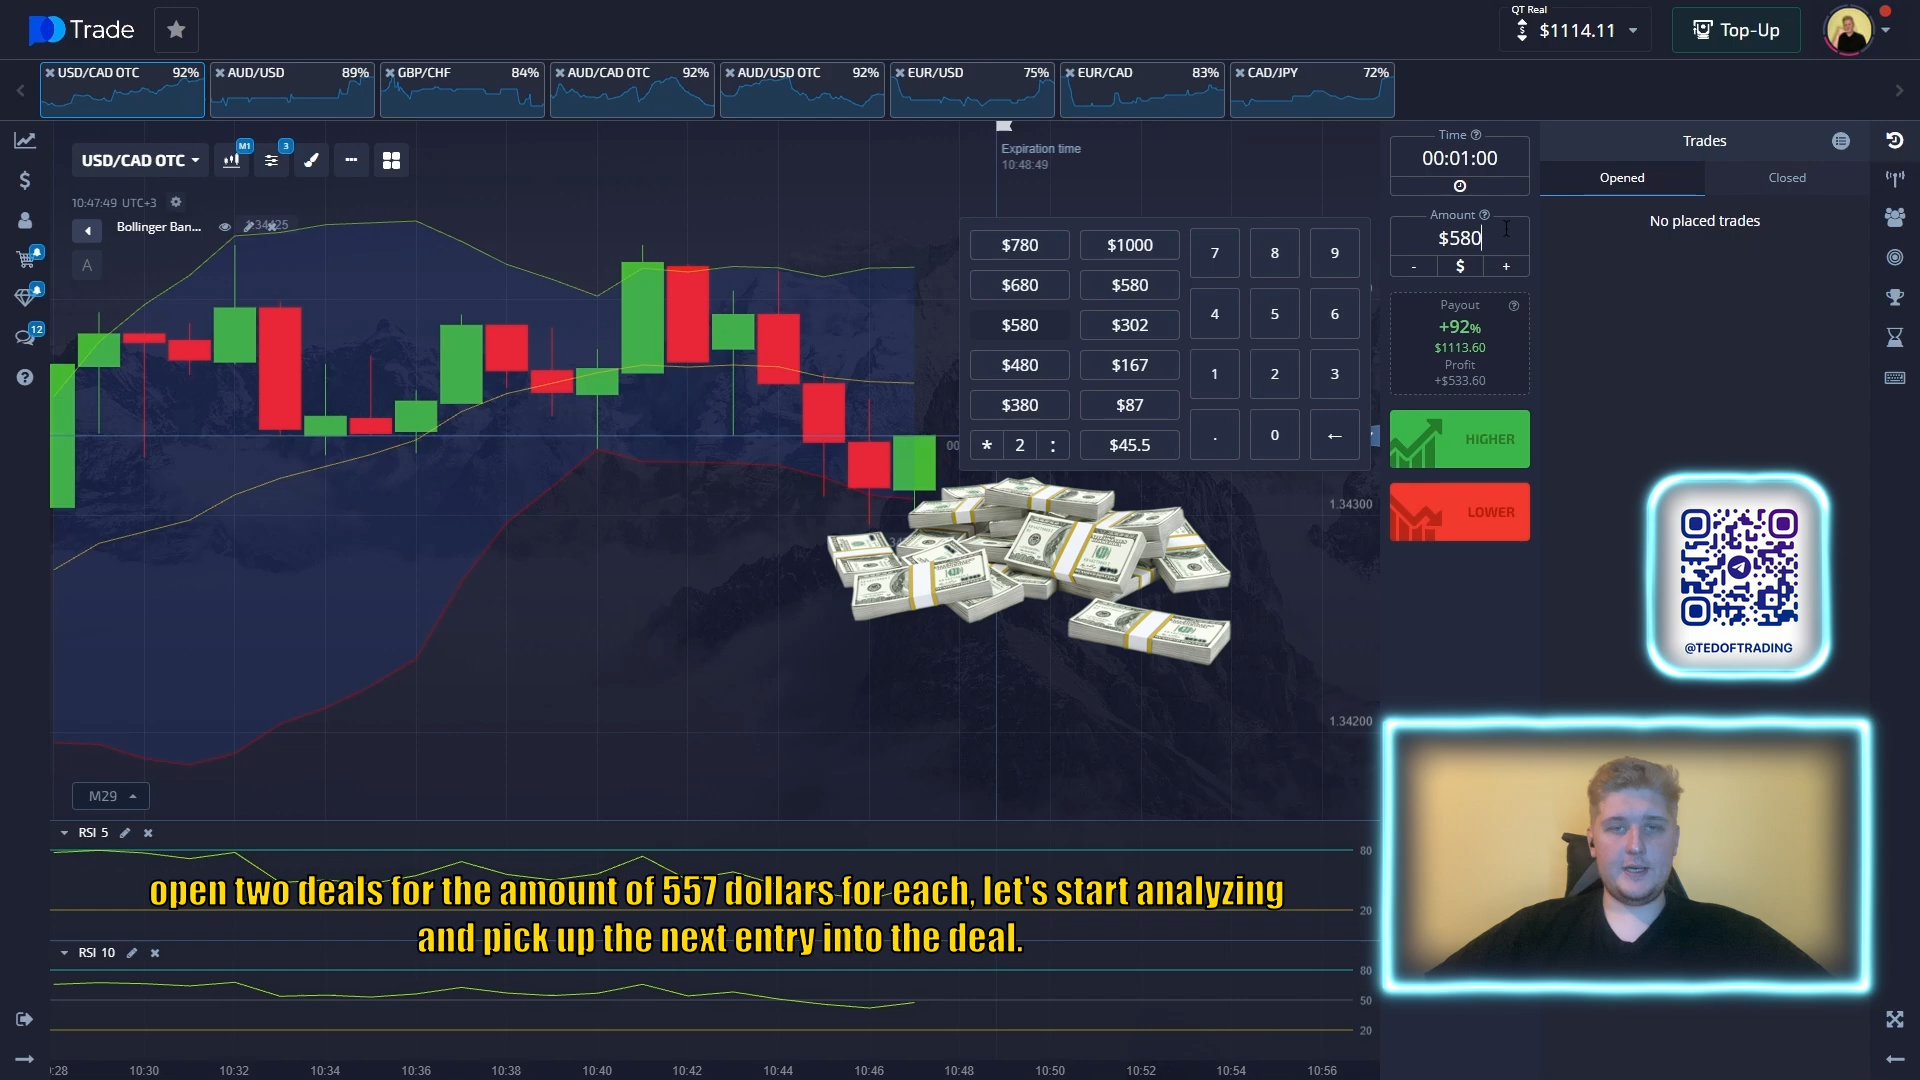 Trade
QT Real
$1114.11
Top-Up
USD/CAD OTC 92%
AUD/USD 89%
GBP/CHF 84%
AUD/CAD OTC 92%
AUD/USD OTC 92%
EUR/USD 75%
EUR/CAD 83%
CAD/JPY 72%
USD/CAD OTC
M1
3
10:47:49 UTC+3
Bollinger Ban...
A
Expiration time
10:48:49
$780 $1000 7 8 9
$680 $580
$580 $302 4 5 6
$480 $167
$380 $87 1 2 3
* 2 : $45.5 . 0 ←
00
Time
00:01:00
Amount
$580
- $ +
Payout
+92%
$1113.60
Profit
+$533.60
HIGHER
LOWER
Trades
Opened Closed
No placed trades
12
1.34300
1.34200
@TEDOFTRADING
M29
RSI 5
80
20
open two deals for the amount of 557 dollars for each, let's start analyzing
and pick up the next entry into the deal.
RSI 10
80
50
20
:28 10:30 10:32 10:34 10:36 10:38 10:40 10:42 10:44 10:46 10:48 10:50 10:52 10:54 10:56